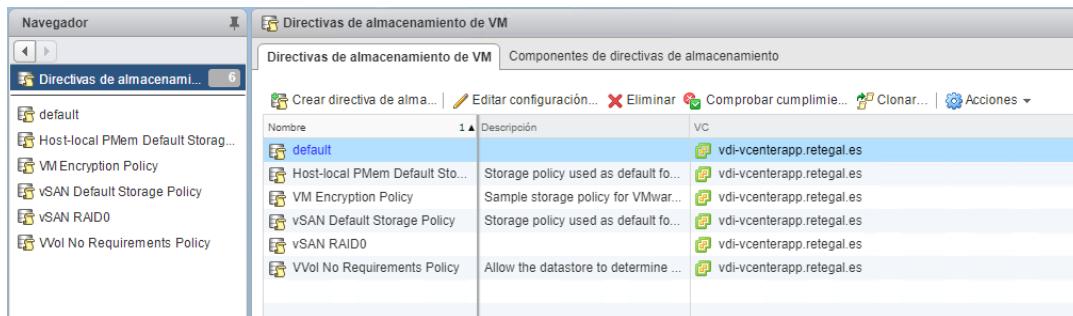 Navegador
Directivas de almacenami... 6
default
Host-local PMem Default Storag...
VM Encryption Policy
vSAN Default Storage Policy
vSAN RAID0
VVol No Requirements Policy
Directivas de almacenamiento de VM
Directivas de almacenamiento de VM Componentes de directivas de almacenamiento
Crear directiva de alma... Editar configuración... Eliminar Comprobar cumplimie... Clonar... Acciones
Nombre 1 Descripción VC
default vdi-vcenterapp.retegal.es
Host-local PMem Default Sto... Storage policy used as default fo... vdi-vcenterapp.retegal.es
VM Encryption Policy Sample storage policy for VMwar... vdi-vcenterapp.retegal.es
vSAN Default Storage Policy Storage policy used as default fo... vdi-vcenterapp.retegal.es
vSAN RAID0 vdi-vcenterapp.retegal.es
VVol No Requirements Policy Allow the datastore to determine ... vdi-vcenterapp.retegal.es